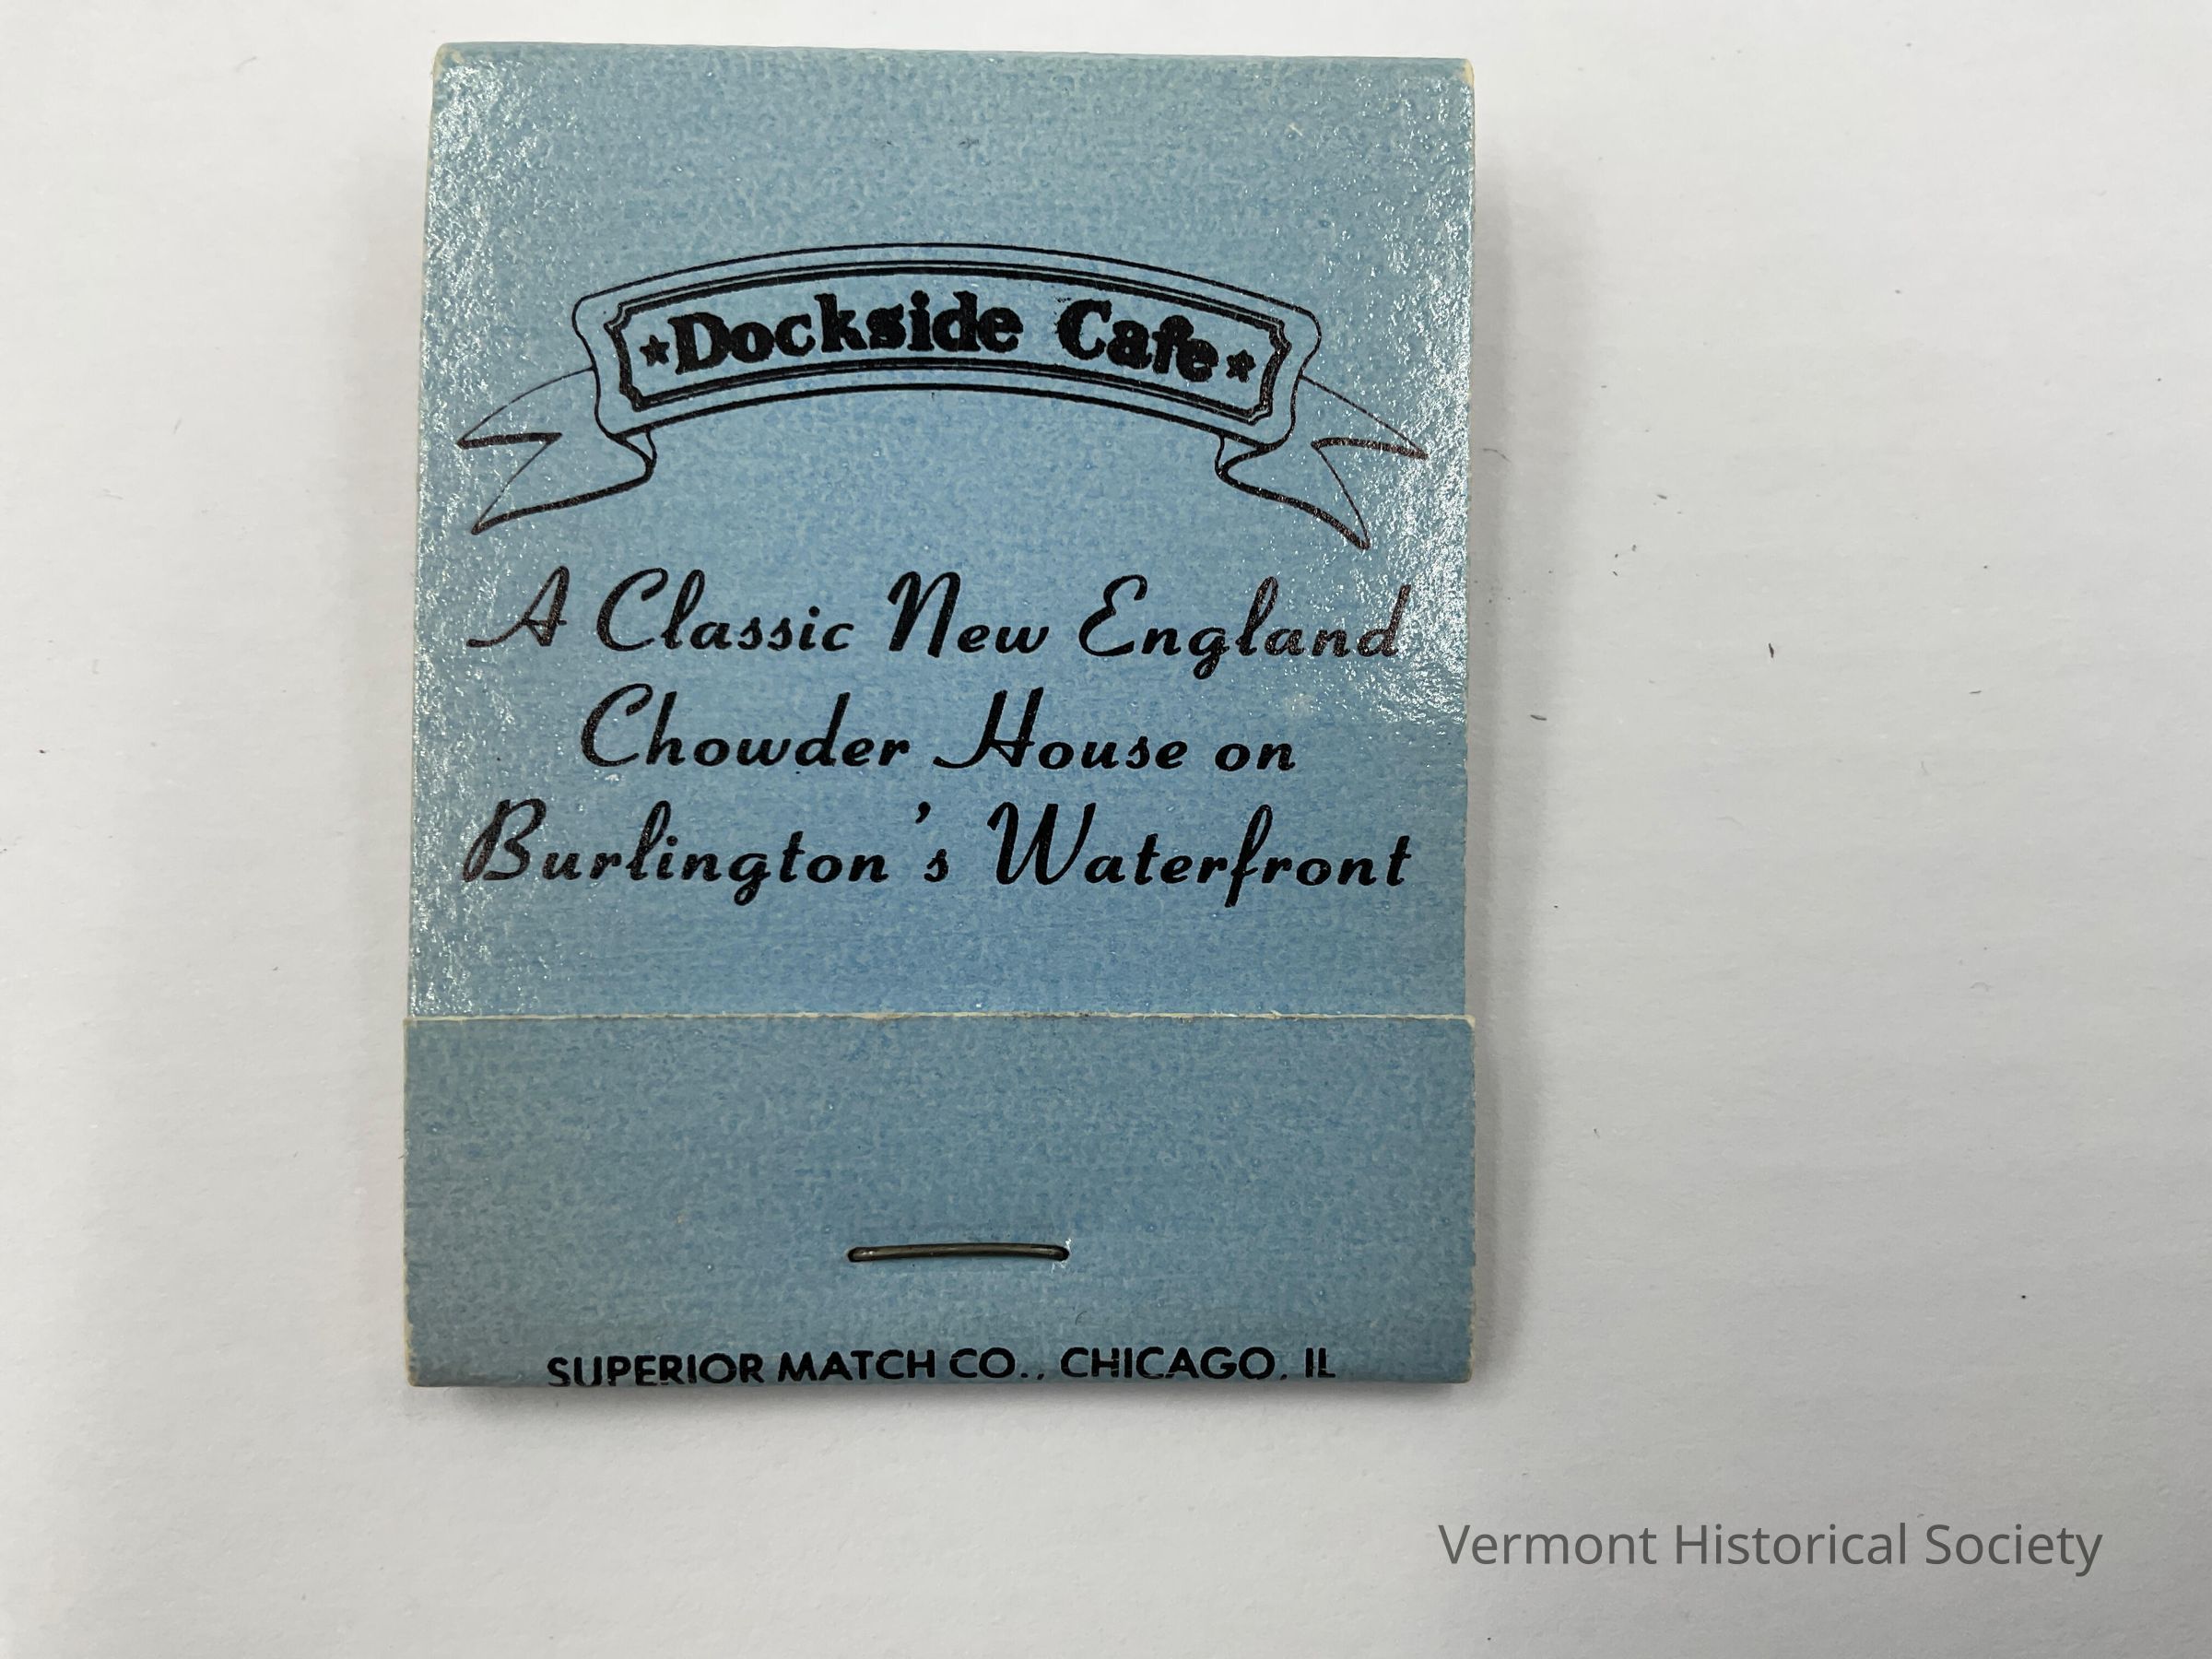 ★Dockside Cafe★
A Classic New England
Chowder House on
Burlington's Waterfront
SUPERIOR MATCH CO., CHICAGO, IL
Vermont Historical Society